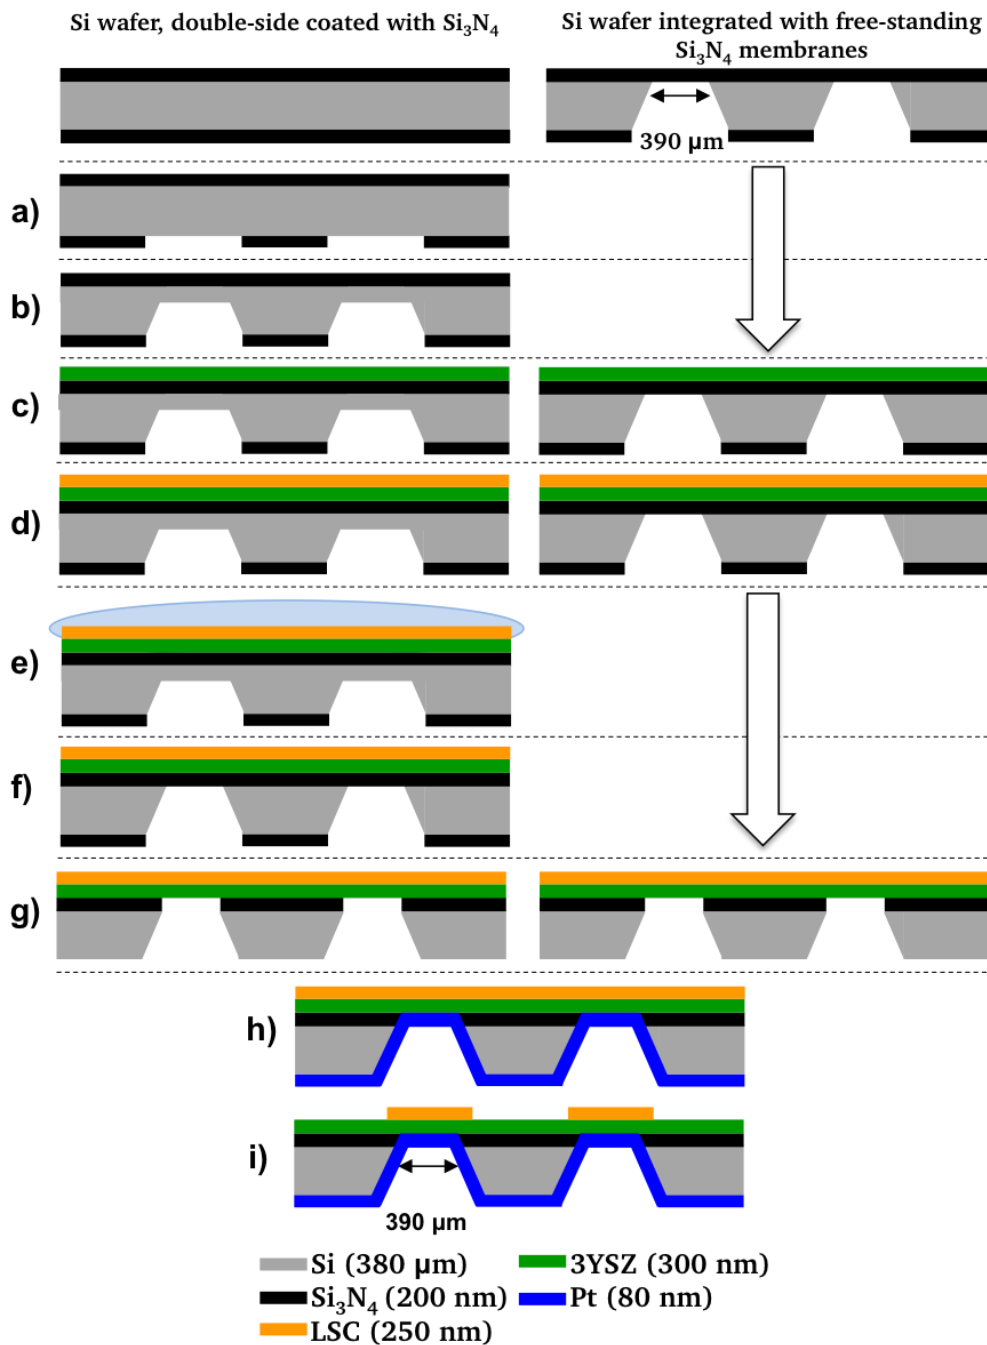 Si wafer, double-side coated with Si₃N₄
Si wafer integrated with free-standing
Si₃N₄ membranes
390 µm
a)
b)
c)
d)
e)
f)
g)
h)
i)
390 µm
Si (380 µm)
3YSZ (300 nm)
Si₃N₄ (200 nm)
Pt (80 nm)
LSC (250 nm)